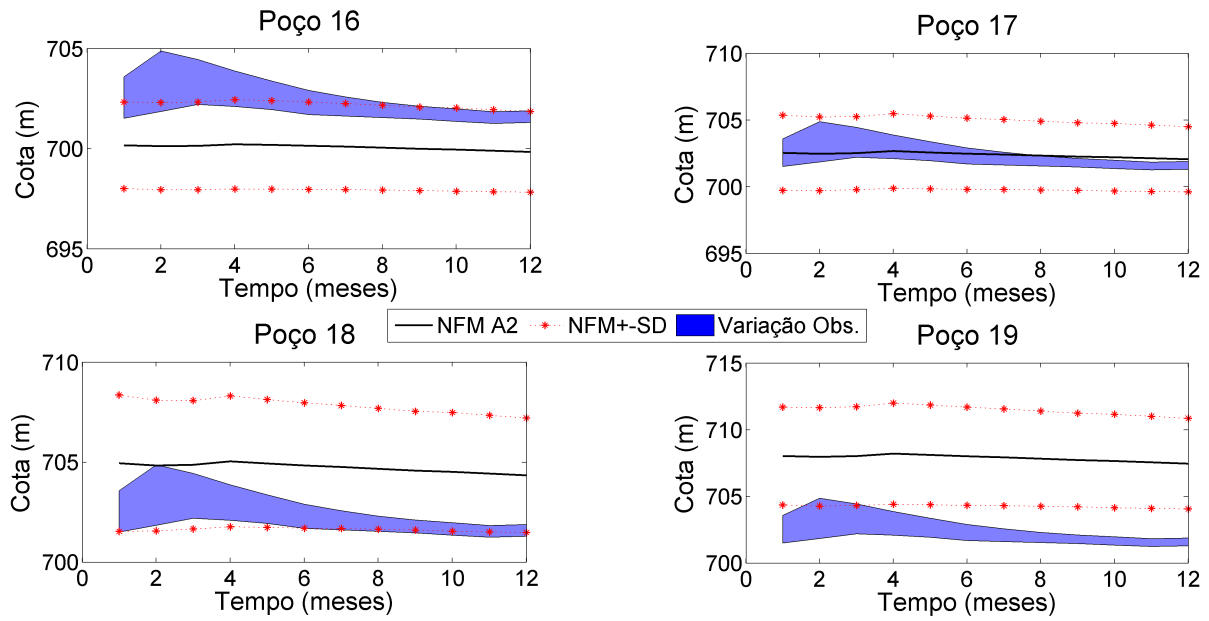 Poço 16
705
700
695
Cota (m)
0 2 4 6 8 10 12
Tempo (meses)
Poço 17
710
705
700
695
Cota (m)
0 2 4 6 8 10 12
Tempo (meses)
NFM A2 NFM+-SD Variação Obs.
Poço 18
710
705
700
Cota (m)
0 2 4 6 8 10 12
Tempo (meses)
Poço 19
715
710
705
700
Cota (m)
0 2 4 6 8 10 12
Tempo (meses)